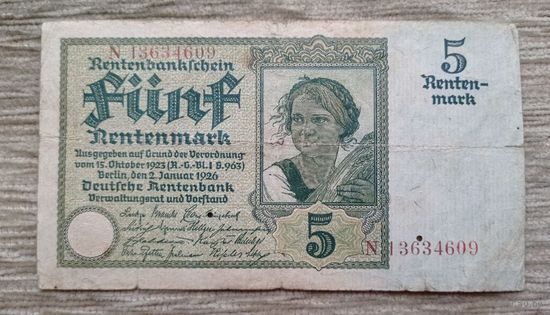 N 13634609
Rentenbankschein
Fünf
Rentenmark
Ausgegeben auf Grund der Verordnung
vom 15. Oktober 1923 (R.-G.-Bl. I S. 963)
Berlin, den 2. Januar 1926
Deutsche Rentenbank
Verwaltungsrat und Vorstand
5
Renten-
mark
5
N 13634609